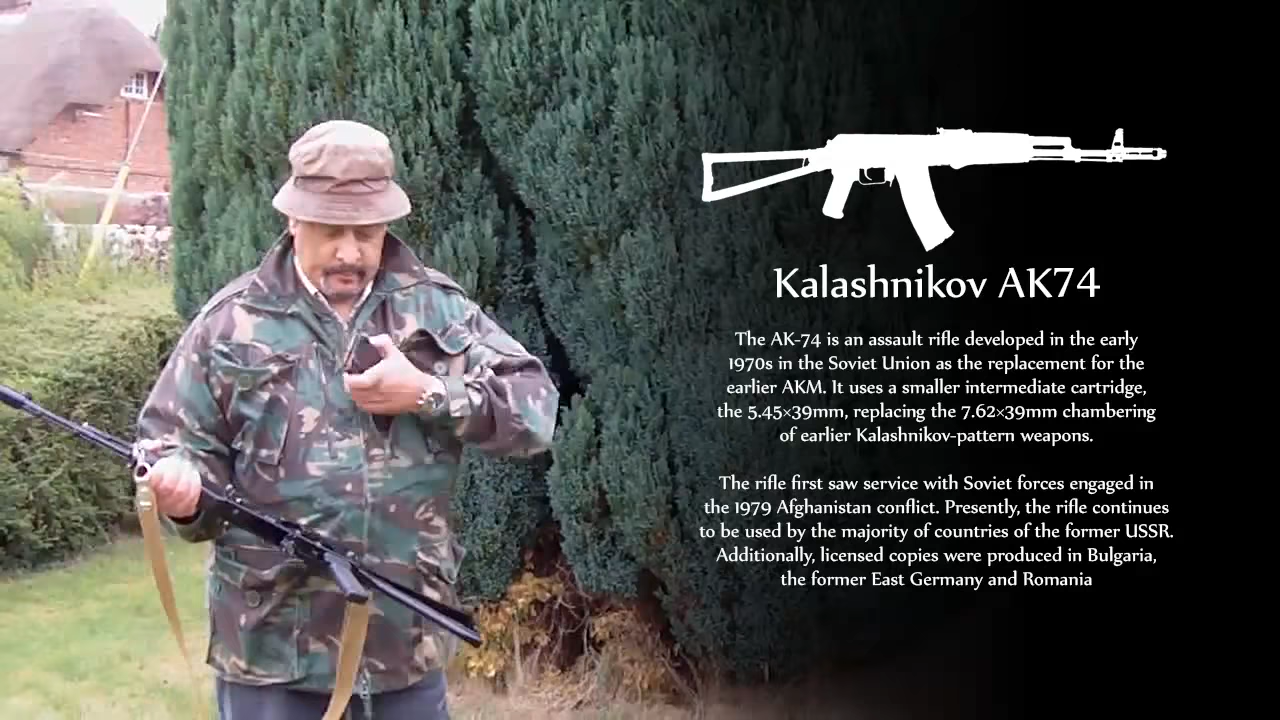 Kalashnikov AK74
The AK-74 is an assault rifle developed in the early
1970s in the Soviet Union as the replacement for the
earlier AKM. It uses a smaller intermediate cartridge,
the 5.45×39mm, replacing the 7.62×39mm chambering
of earlier Kalashnikov-pattern weapons.
The rifle first saw service with Soviet forces engaged in
the 1979 Afghanistan conflict. Presently, the rifle continues
to be used by the majority of countries of the former USSR.
Additionally, licensed copies were produced in Bulgaria,
the former East Germany and Romania